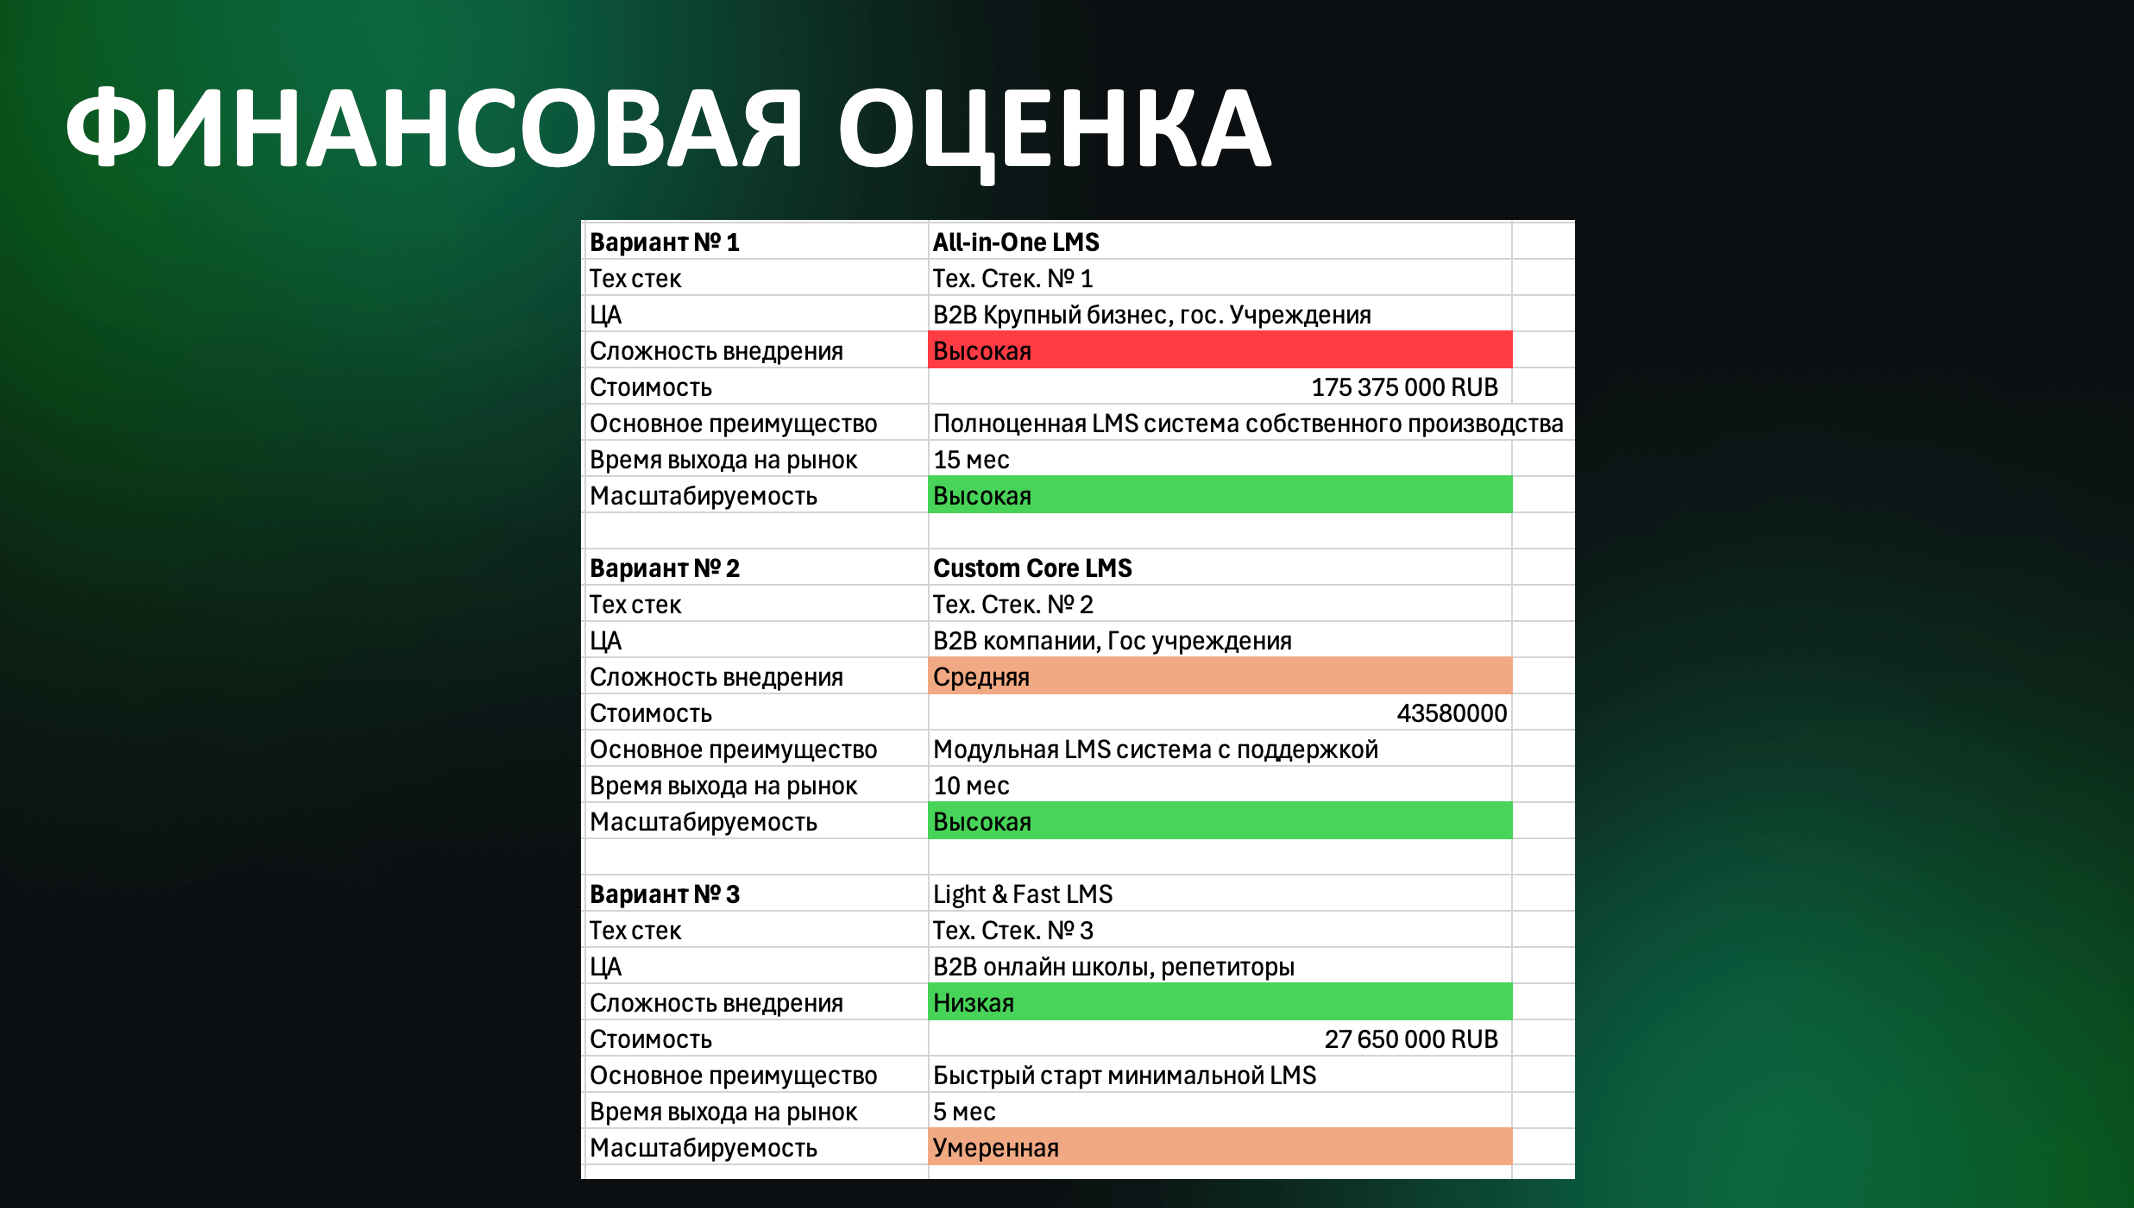 ФИНАНСОВАЯ ОЦЕНКА
Вариант № 1 All-in-One LMS
Тех стек Тех. Стек. № 1
ЦА B2B Крупный бизнес, гос. Учреждения
Сложность внедрения Высокая
Стоимость 175 375 000 RUB
Основное преимущество Полноценная LMS система собственного производства
Время выхода на рынок 15 мес
Масштабируемость Высокая
Вариант № 2 Custom Core LMS
Тех стек Тех. Стек. № 2
ЦА B2B компании, Гос учреждения
Сложность внедрения Средняя
Стоимость 43580000
Основное преимущество Модульная LMS система с поддержкой
Время выхода на рынок 10 мес
Масштабируемость Высокая
Вариант № 3 Light & Fast LMS
Тех стек Тех. Стек. № 3
ЦА B2B онлайн школы, репетиторы
Сложность внедрения Низкая
Стоимость 27 650 000 RUB
Основное преимущество Быстрый старт минимальной LMS
Время выхода на рынок 5 мес
Масштабируемость Умеренная